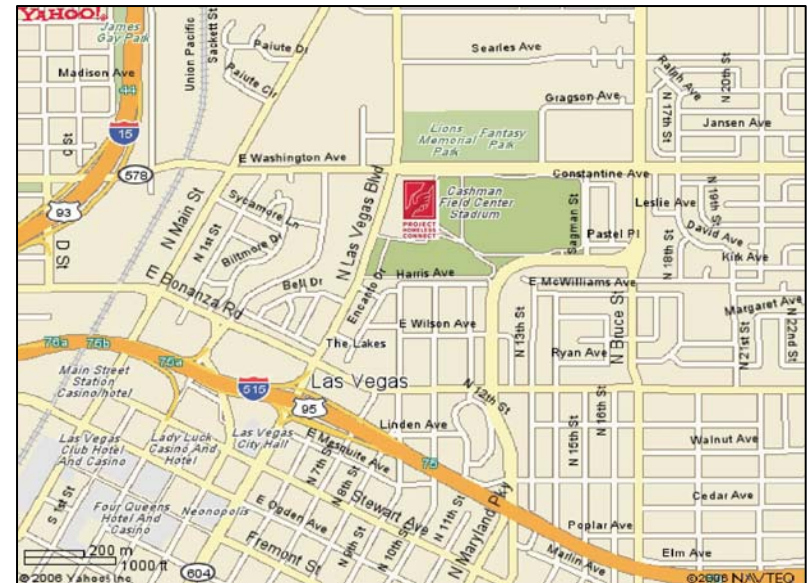 YAHOO!
James
Gay Park
Madison Ave
44
15
578
93
D St
D St
Union Pacific
Sackett St
Paiute Dr
Paiute Cir
Searles Ave
Gragson Ave
Ralph Ave
N 17th St
N 20th St
Jansen Ave
Lions
Memorial
Park
Fantasy
Park
E Washington Ave
Constantine Ave
N Main St
N 1st St
Sycamore Ln
Biltmore Dr
Bell Dr
N Las Vegas Blvd
PROJECT
HOMELESS
CONNECT
Cashman
Field Center
Stadium
Sagman St
Leslie Ave
N 19th St
David Ave
Pastel Pl
Kirk Ave
N 18th St
E Bonanza Rd
Encanto Dr
Harris Ave
E McWilliams Ave
Margaret Ave
E Wilson Ave
N 13th St
N Bruce St
N 21st St
N 22nd St
The Lakes
Ryan Ave
76a
76b
75a
Main Street
Station
Casino/hotel
515
Las Vegas
95
N 12th St
Linden Ave
N 15th St
N 16th St
Walnut Ave
Las Vegas
Club Hotel
And Casino
Lady Luck
Casino And
Hotel
Las Vegas
City Hall
E Mesquite Ave
75
N 7th St
N 8th St
Stewart Ave
S 1st St
Four Queens
Hotel And
Casino
Neonopolis
E Ogden Ave
N 9th St
N 10th St
N 11th St
N Maryland Pky
Cedar Ave
Poplar Ave
Fremont St
Marlin Ave
Elm Ave
200 m
1000 ft
604
©2006 Yahoo! Inc
©2006 NAVTEQ